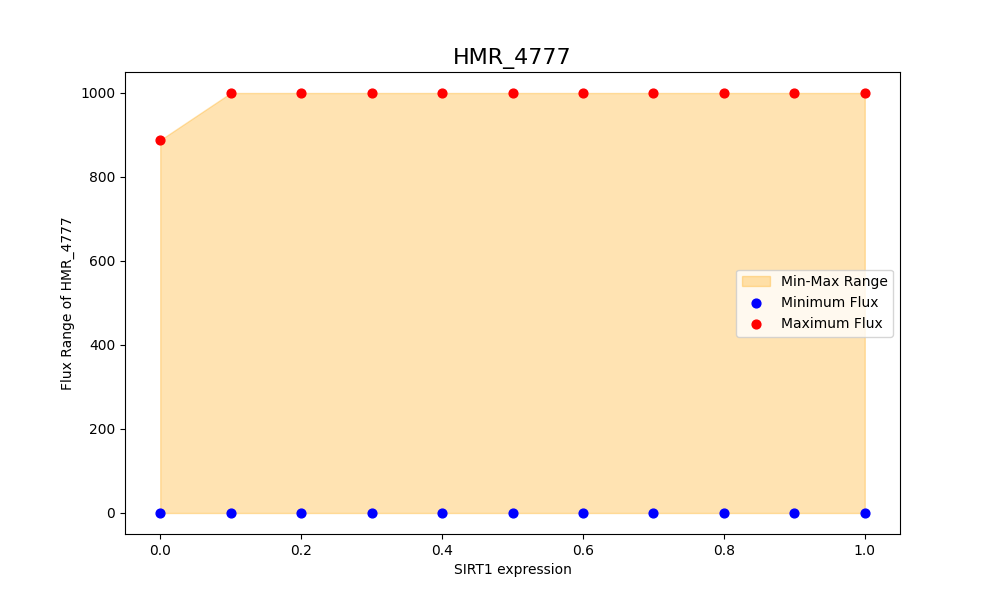 HMR_4777
Flux Range of HMR_4777
1000
800
600
400
200
0
0.0
0.2
0.4
0.6
0.8
1.0
SIRT1 expression
Min-Max Range
Minimum Flux
Maximum Flux